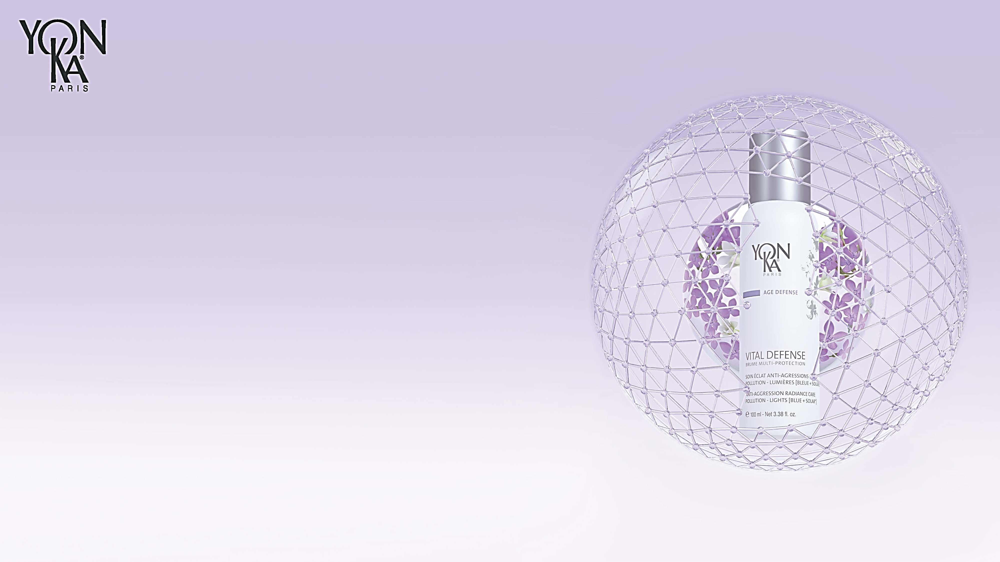 YON
KA®
PARIS
YON
KA®
PARIS
AGE DEFENSE
VITAL DEFENSE
BRUME MULTI-PROTECTION
SOIN ÉCLAT ANTI-AGRESSIONS
POLLUTION - LUMIÈRES [BLEUE + SOLAI
ANTI-AGGRESSION RADIANCE CARE
POLLUTION - LIGHTS [BLUE + SOLAR*]
℮ 100 ml - Net 3.38 fl. oz.